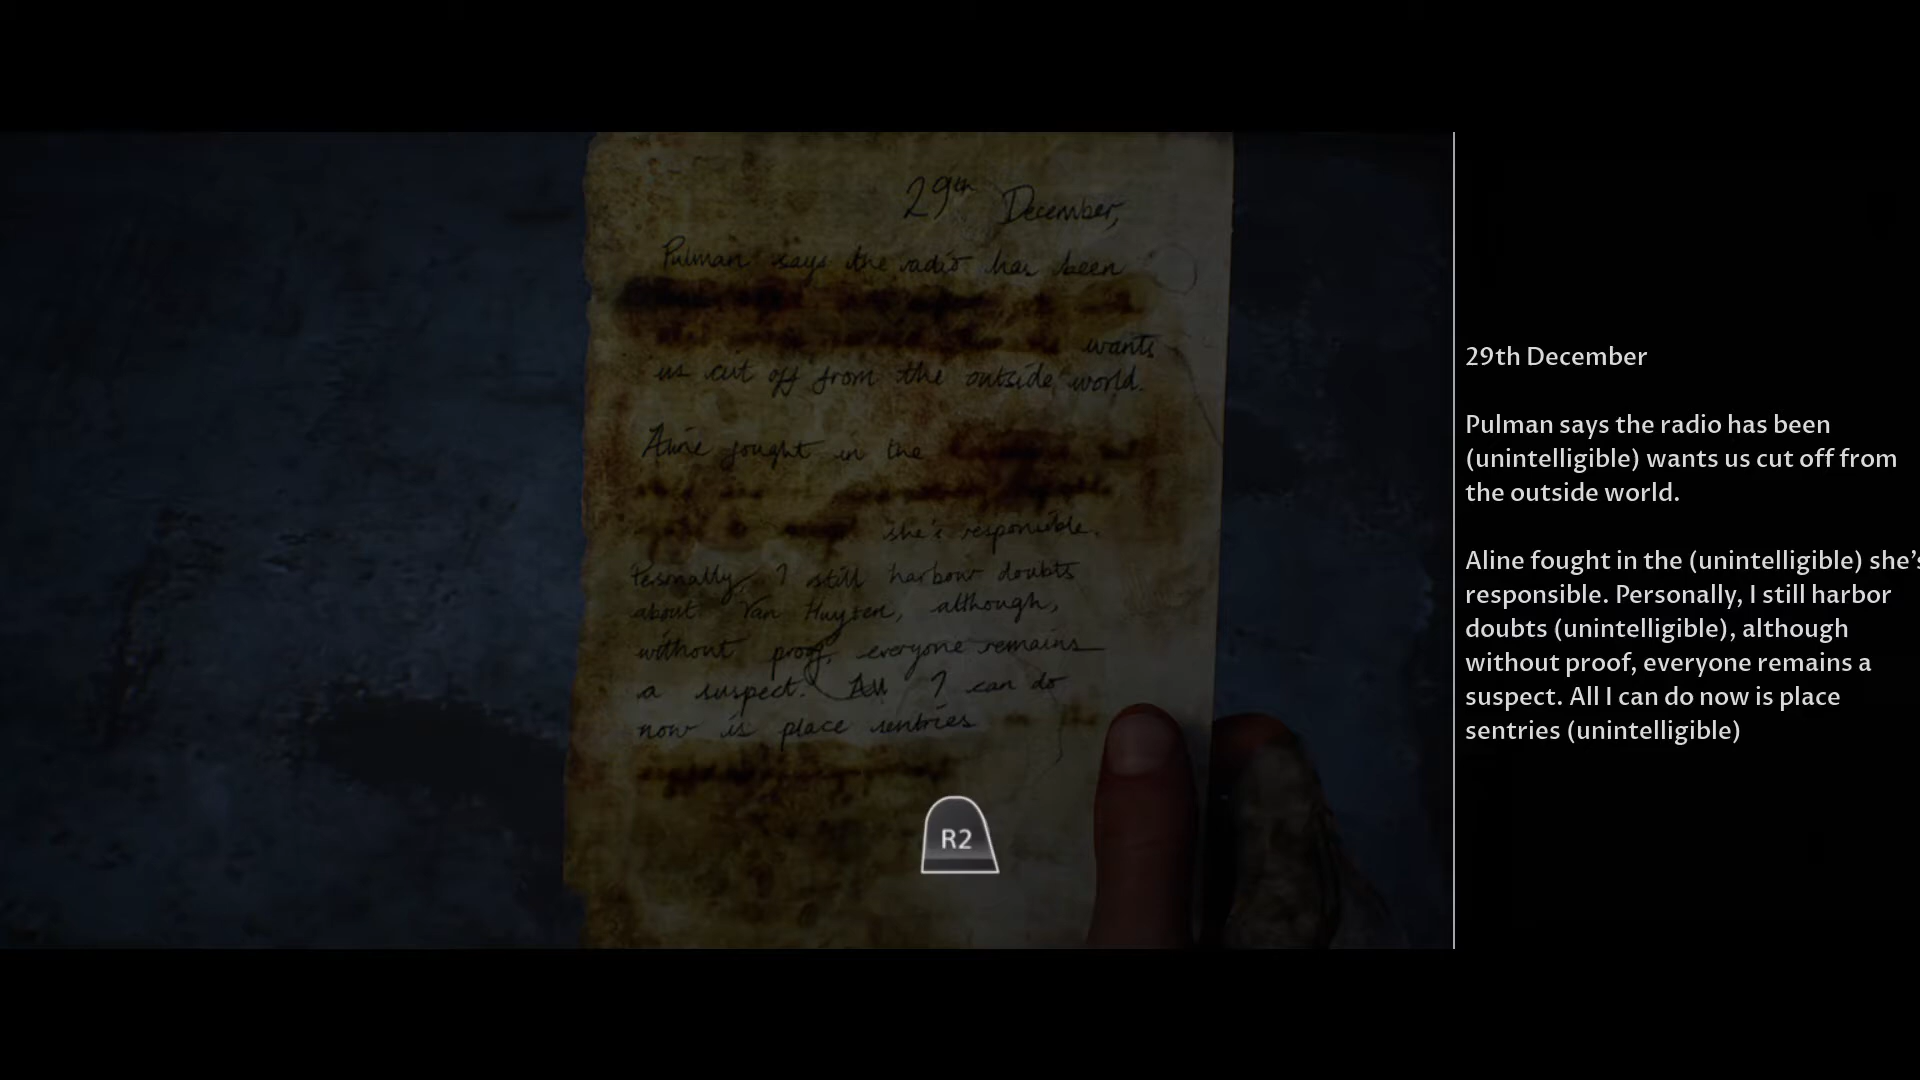 29th December,
Pulman says the radio has been
wants
us cut off from the outside world.
Aline fought in the
she's responsible.
Personally, I still harbour doubts
about Van Huyten, although,
without proof, everyone remains
a suspect. All I can do
now is place sentries
R2
29th December
Pulman says the radio has been
(unintelligible) wants us cut off from
the outside world.
Aline fought in the (unintelligible) she's
responsible. Personally, I still harbor
doubts (unintelligible), although
without proof, everyone remains a
suspect. All I can do now is place
sentries (unintelligible)